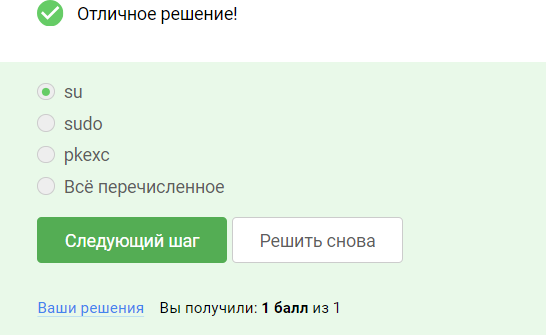 Отличное решение!
su
sudo
pkexc
Всё перечисленное
Следующий шаг Решить снова
Ваши решения Вы получили: 1 балл из 1